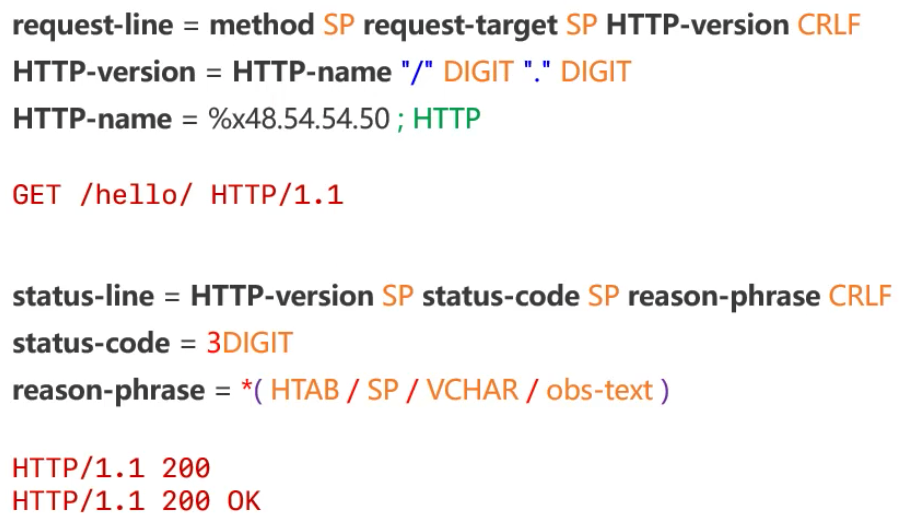 request-line = method SP request-target SP HTTP-version CRLF
HTTP-version = HTTP-name "/" DIGIT "." DIGIT
HTTP-name = %x48.54.54.50 ; HTTP
GET /hello/ HTTP/1.1
status-line = HTTP-version SP status-code SP reason-phrase CRLF
status-code = 3DIGIT
reason-phrase = *( HTAB / SP / VCHAR / obs-text )
HTTP/1.1 200
HTTP/1.1 200 OK